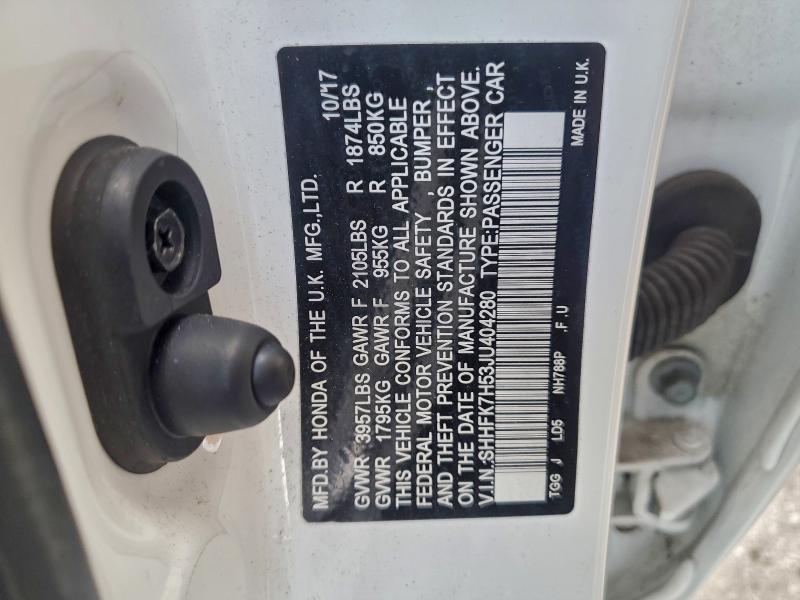 MFD.BY HONDA OF THE U.K. MFG.,LTD. 10/17
GVWR 3957LBS GAWR F 2105LBS R 1874LBS
GVWR 1795KG GAWR F 955KG R 850KG
THIS VEHICLE CONFORMS TO ALL APPLICABLE
FEDERAL MOTOR VEHICLE SAFETY , BUMPER ,
AND THEFT PREVENTION STANDARDS IN EFFECT
ON THE DATE OF MANUFACTURE SHOWN ABOVE.
V.I.N.:SHHFK7H53JU404280 TYPE:PASSENGER CAR
TGG J LD5 NH788P .F .U MADE IN U.K.